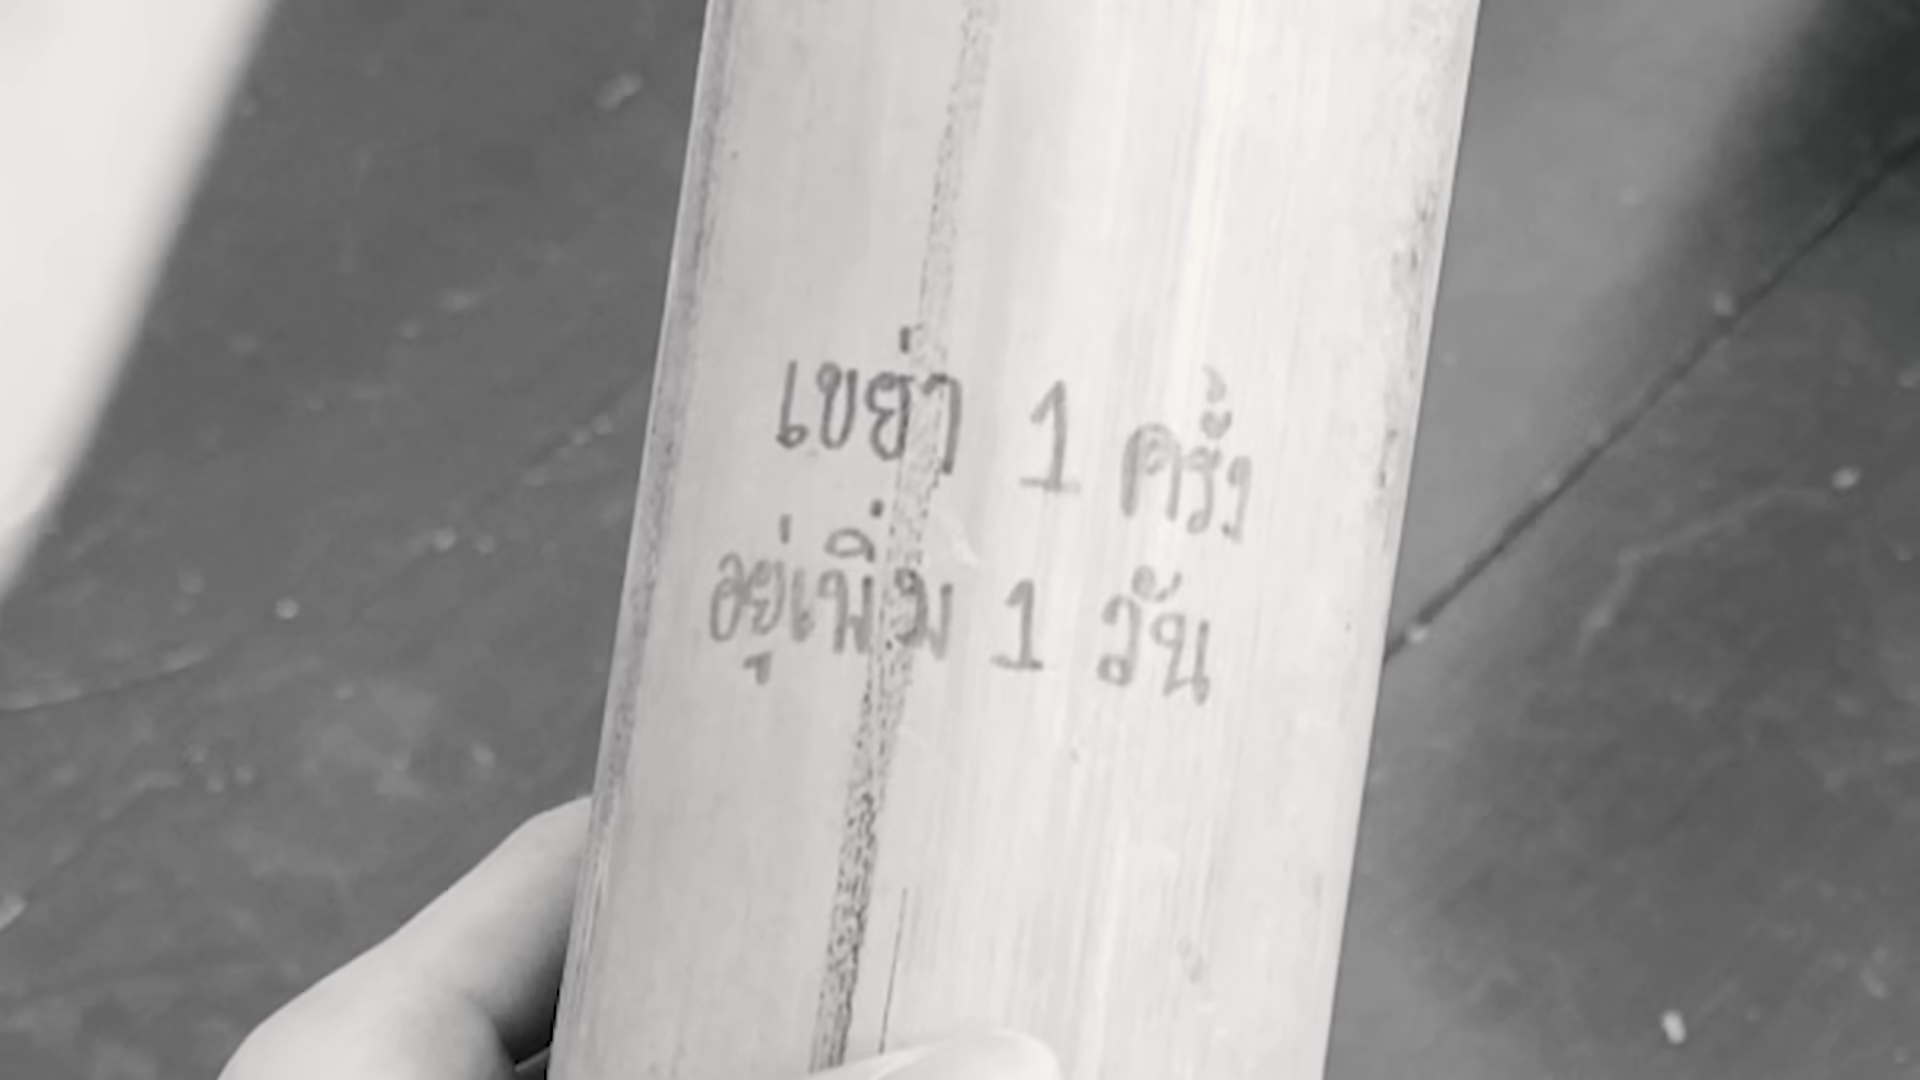 เขย่า 1 ครั้ง
อยู่เพิ่ม 1 วัน